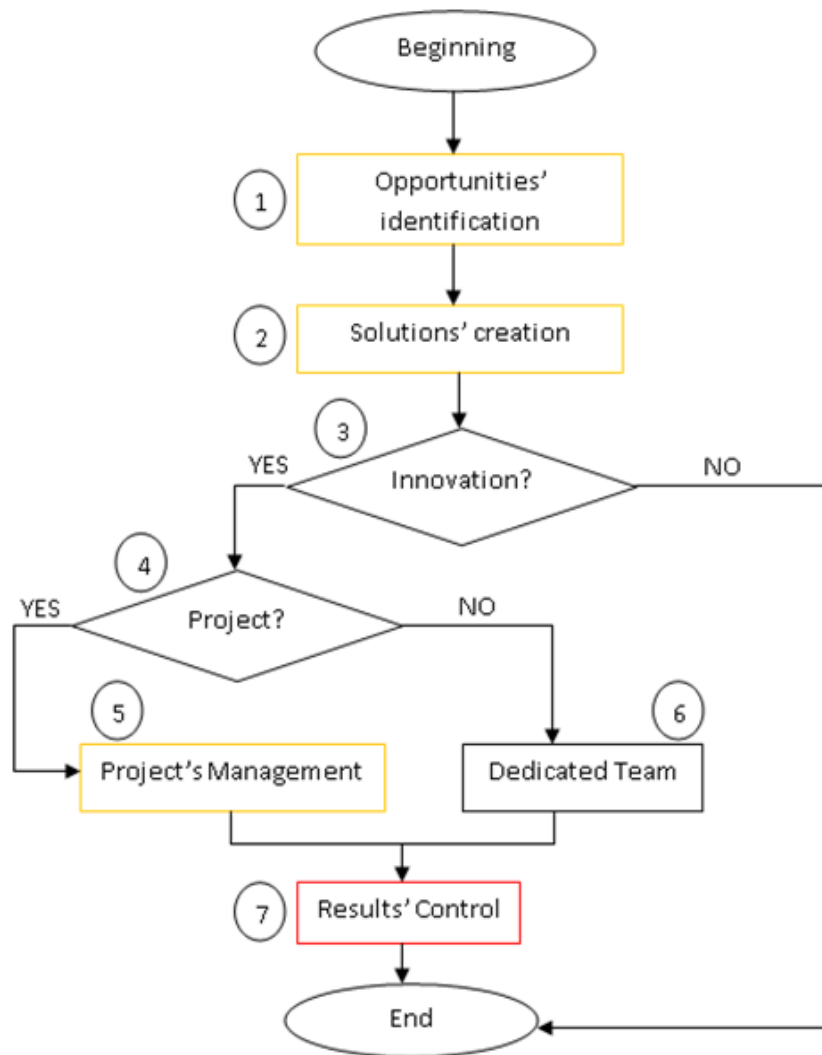 Beginning
1
Opportunities’
identification
2
Solutions’ creation
3
YES
Innovation?
NO
4
YES
Project?
NO
5
6
Project’s Management
Dedicated Team
7
Results’ Control
End